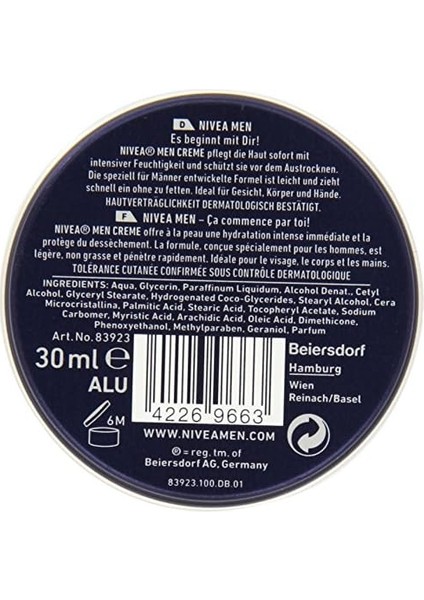 D NIVEA MEN
Es beginnt mit Dir!
NIVEA® MEN CREME pflegt die Haut sofort mit
intensiver Feuchtigkeit und schützt sie vor dem Austrocknen.
Die speziell für Männer entwickelte Formel ist leicht und zieht
schnell ein ohne zu fetten. Ideal für Gesicht, Körper und Hände.
HAUTVERTRÄGLICHKEIT DERMATOLOGISCH BESTÄTIGT.
F NIVEA MEN – Ça commence par toi!
NIVEA® MEN CREME offre à la peau une hydratation intense immédiate et la
protège du dessèchement. La formule, conçue spécialement pour les hommes, est
légère, non grasse et pénètre rapidement. Idéale pour le visage, le corps et les mains.
TOLÉRANCE CUTANÉE CONFIRMÉE SOUS CONTRÔLE DERMATOLOGIQUE
INGREDIENTS: Aqua, Glycerin, Paraffinum Liquidum, Alcohol Denat., Cetyl
Alcohol, Glyceryl Stearate, Hydrogenated Coco-Glycerides, Stearyl Alcohol, Cera
Microcristallina, Palmitic Acid, Stearic Acid, Tocopheryl Acetate, Sodium
Carbomer, Myristic Acid, Arachidic Acid, Oleic Acid, Dimethicone,
Phenoxyethanol, Methylparaben, Geraniol, Parfum
Art.No. 83923
30 ml e
ALU
6M
4226 9663
Beiersdorf
Hamburg
Wien
Reinach/Basel
WWW.NIVEAMEN.COM
® = reg. tm. of
Beiersdorf AG, Germany
83923.100.DB.01